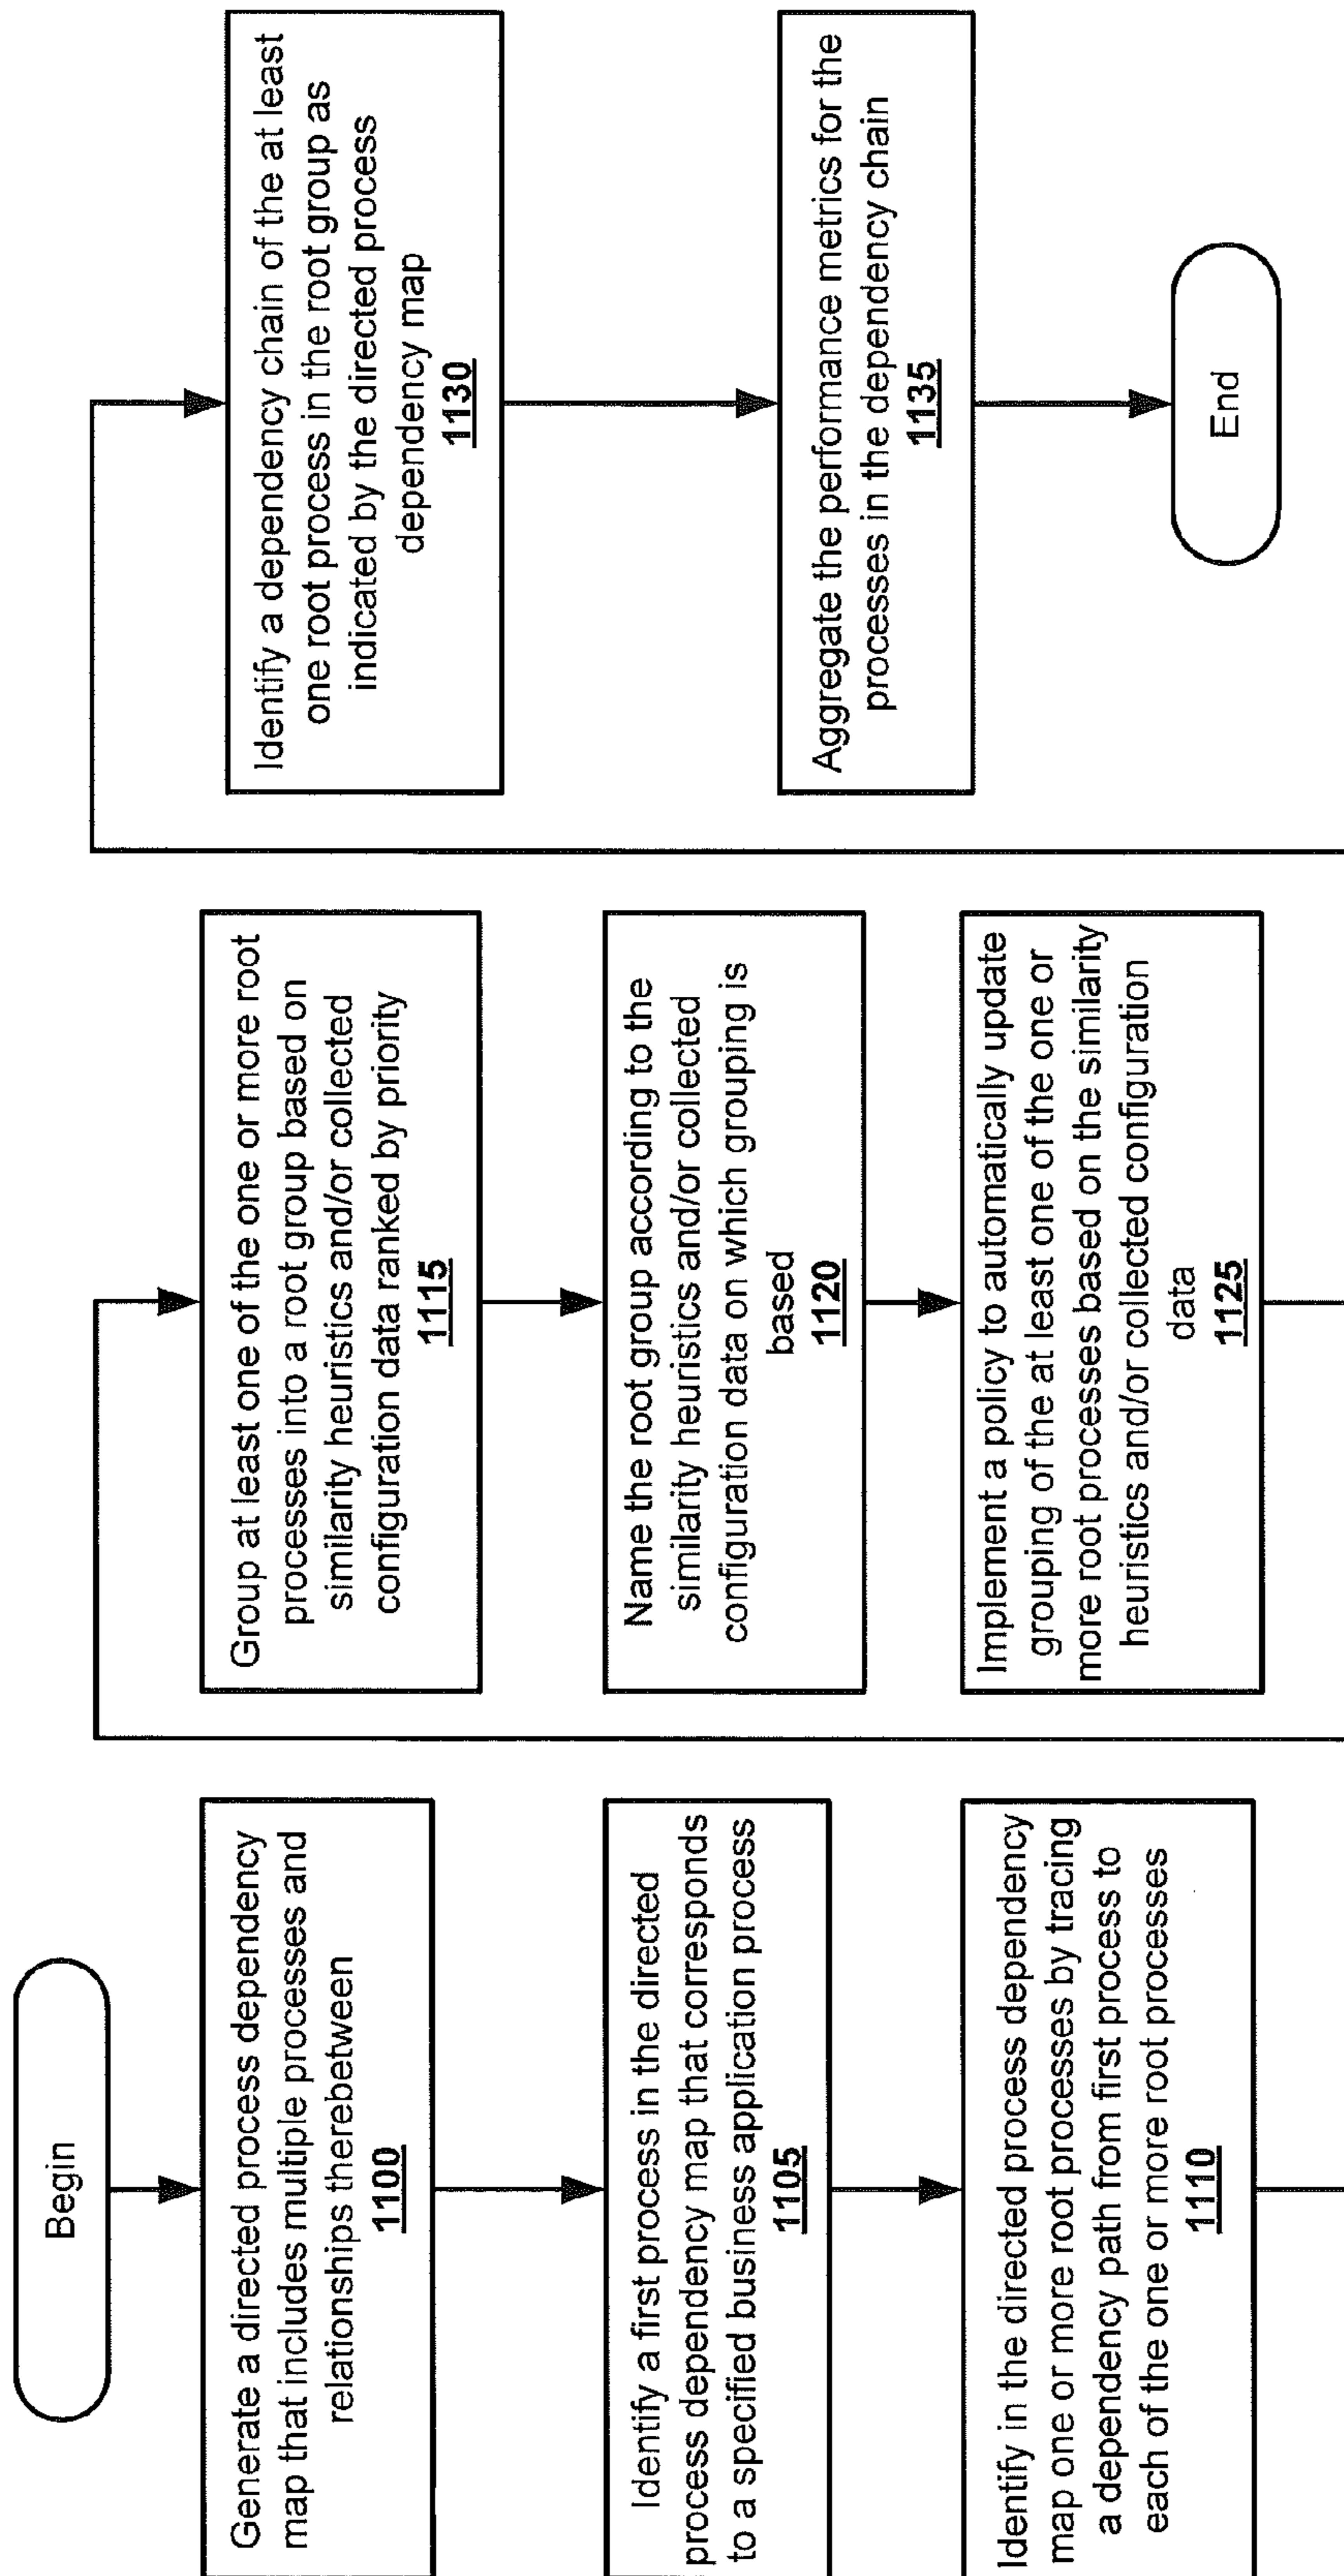 Begin
Generate a directed process dependency
map that includes multiple processes and
relationships therebetween
1100
Identify a first process in the directed
process dependency map that corresponds
to a specified business application process
1105
Identify in the directed process dependency
map one or more root processes by tracing
a dependency path from first process to
each of the one or more root processes
1110
Group at least one of the one or more root
processes into a root group based on
similarity heuristics and/or collected
configuration data ranked by priority
1115
Name the root group according to the
similarity heuristics and/or collected
configuration data on which grouping is
based
1120
Implement a policy to automatically update
grouping of the at least one of the one or
more root processes based on the similarity
heuristics and/or collected configuration
data
1125
Identify a dependency chain of the at least
one root process in the root group as
indicated by the directed process
dependency map
1130
Aggregate the performance metrics for the
processes in the dependency chain
1135
End